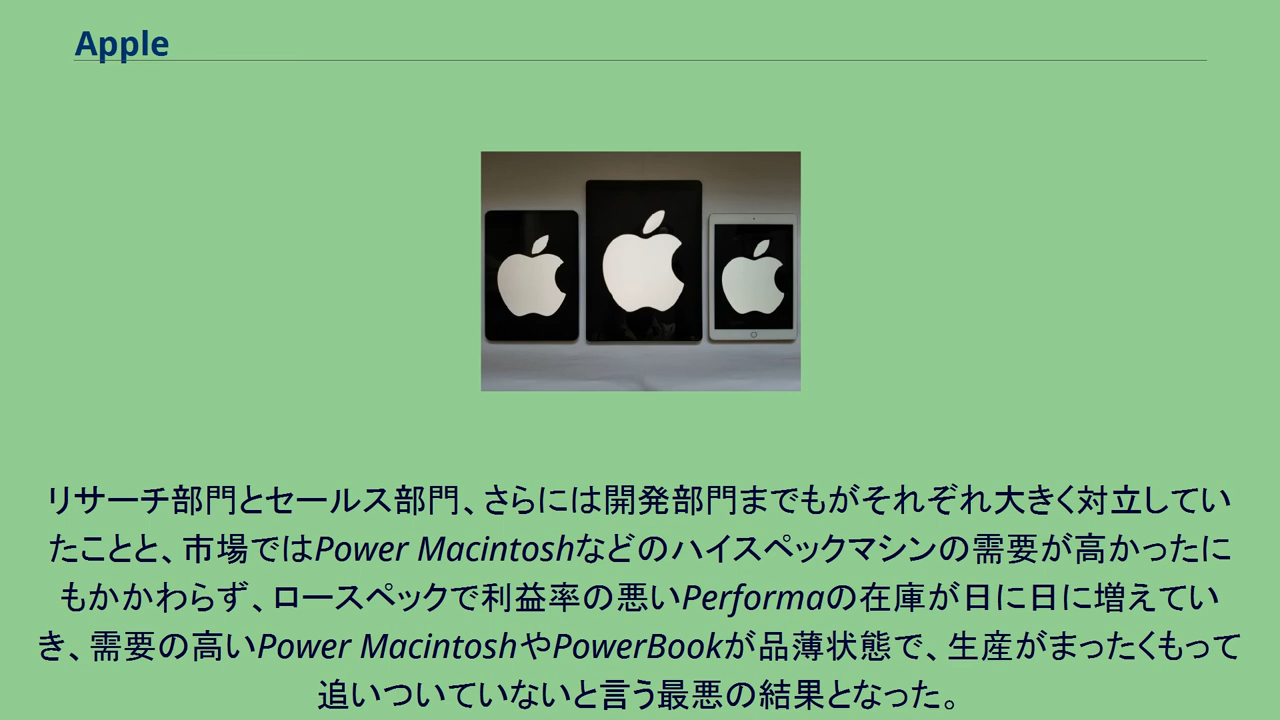 Apple
リサーチ部門とセールス部門、さらには開発部門までもがそれぞれ大きく対立してい
たことと、市場ではPower Macintoshなどのハイスペックマシンの需要が高かったに
もかかわらず、ロースペックで利益率の悪いPerformaの在庫が日に日に増えてい
き、需要の高いPower MacintoshやPowerBookが品薄状態で、生産がまったくもって
追いついていないと言う最悪の結果となった。